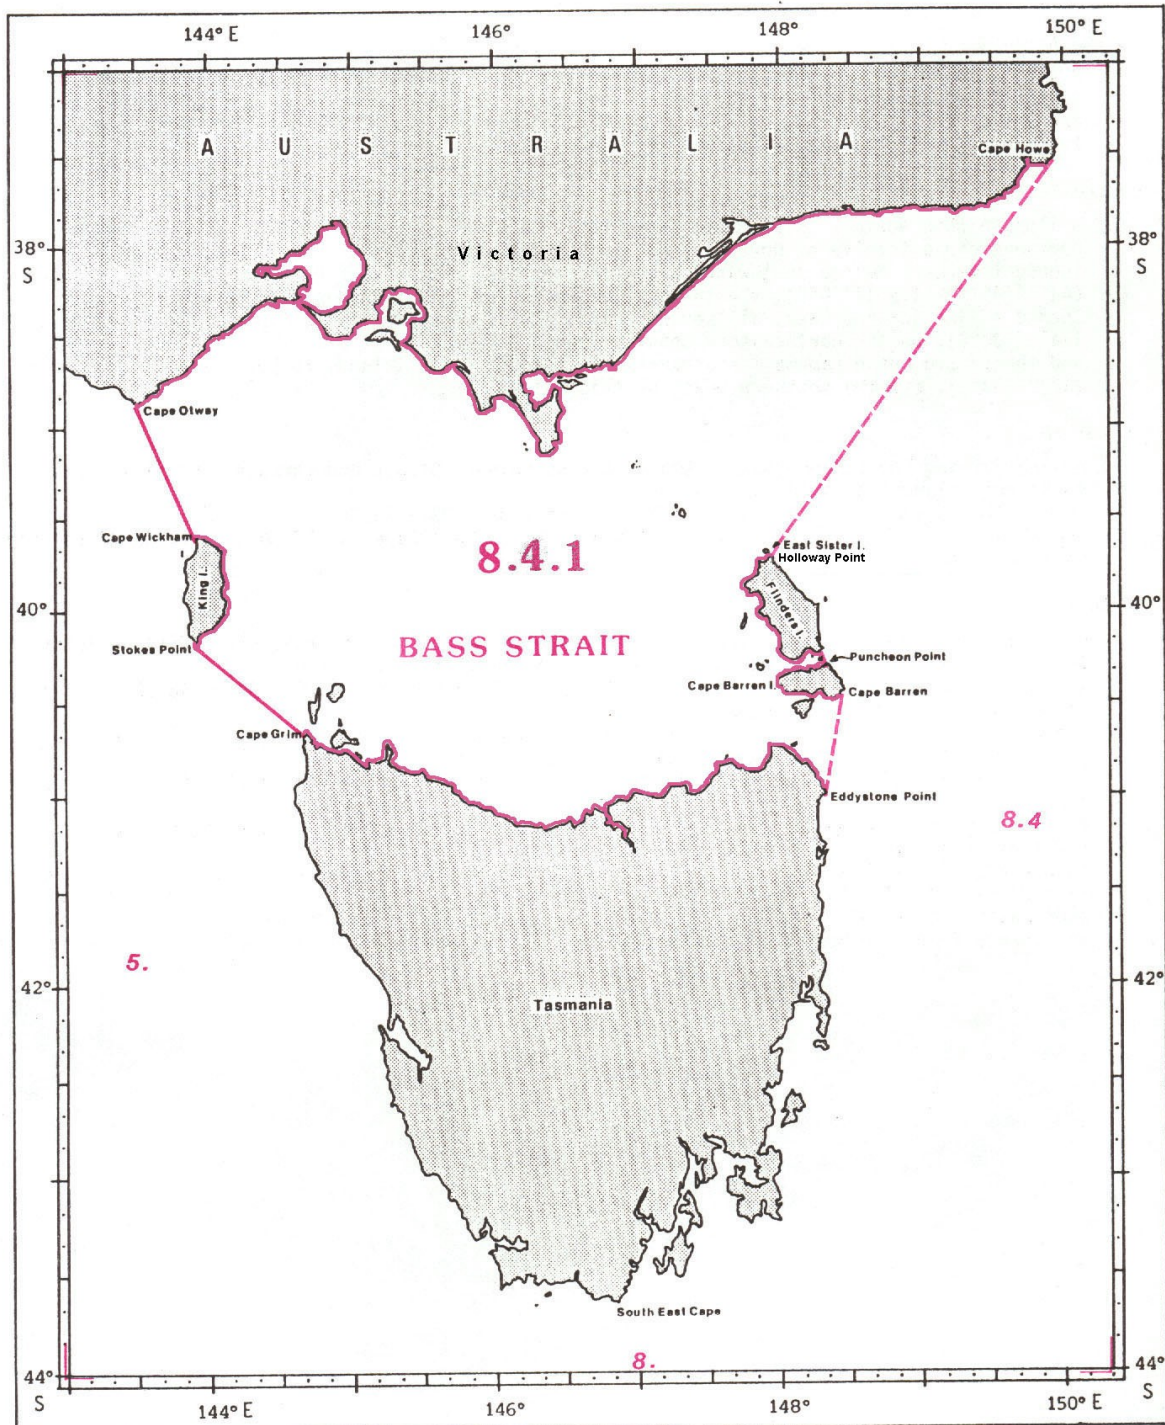 144° E 146° 148° 150° E
A U S T R A L I A
Cape Howe
38° S
Victoria
38° S
Cape Otway
Cape Wickham
8.4.1
East Sister I.
Holloway Point
King I.
Flinders I.
40°
40°
BASS STRAIT
Stokes Point
Puncheon Point
Cape Barren I.
Cape Barren
Cape Grim
Eddystone Point
8.4
5.
42°
42°
Tasmania
South East Cape
8.
44° S
44° S
144° E 146° 148° 150° E